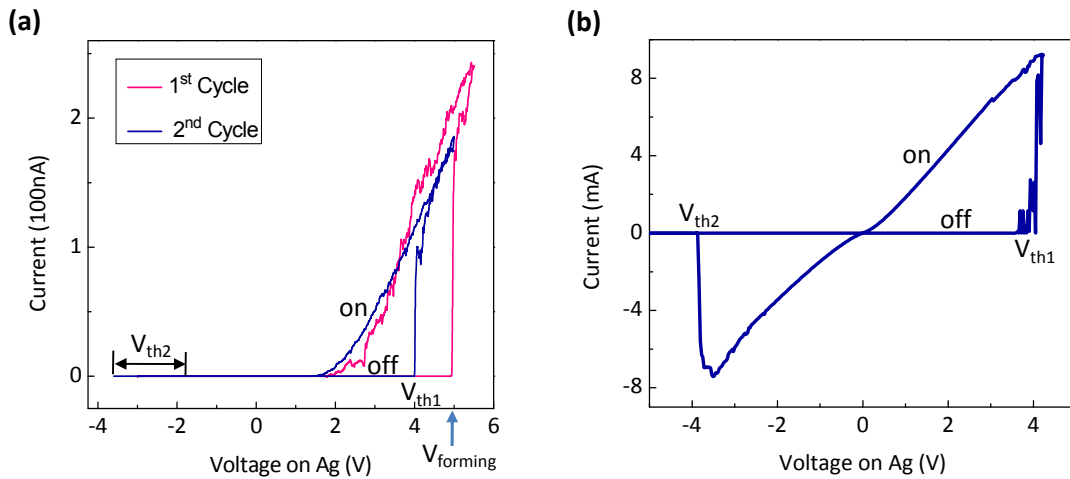 (a)
2
1
0
Current (100nA)
1st Cycle
2nd Cycle
on
off
Vth2
Vth1
-4 -2 0 2 4 6
Voltage on Ag (V)
Vforming
(b)
8
4
0
-4
-8
Current (mA)
on
off
Vth2
Vth1
-4 -2 0 2 4
Voltage on Ag (V)